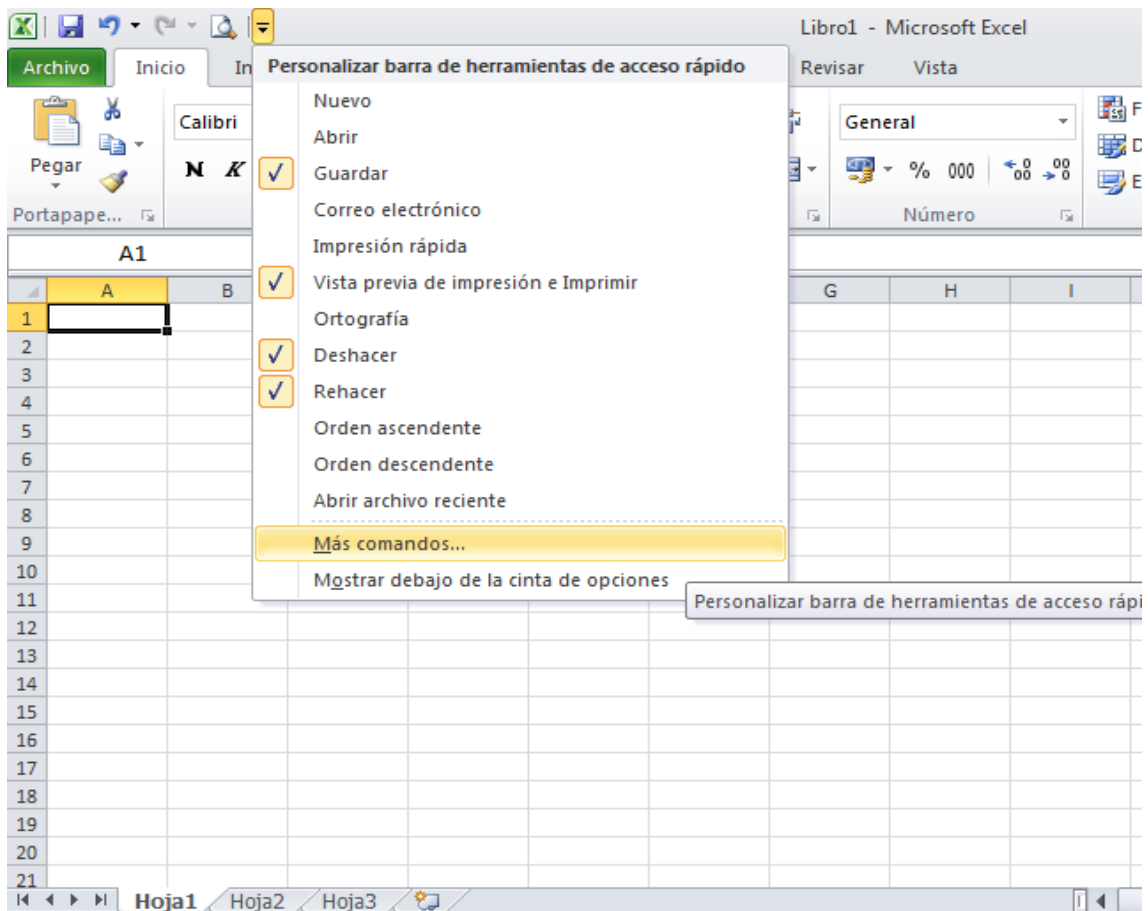 Libro1 - Microsoft Excel
Archivo Inicio In Revisar Vista
Personalizar barra de herramientas de acceso rápido
Nuevo
Abrir
Guardar
Correo electrónico
Impresión rápida
Vista previa de impresión e Imprimir
Ortografía
Deshacer
Rehacer
Orden ascendente
Orden descendente
Abrir archivo reciente
Más comandos...
Mostrar debajo de la cinta de opciones
Personalizar barra de herramientas de acceso rápi
Pegar
Portapape...
Calibri
N K
General
% 000
Número
F
D
E
A1
A B G H I
1
2
3
4
5
6
7
8
9
10
11
12
13
14
15
16
17
18
19
20
21
Hoja1 Hoja2 Hoja3